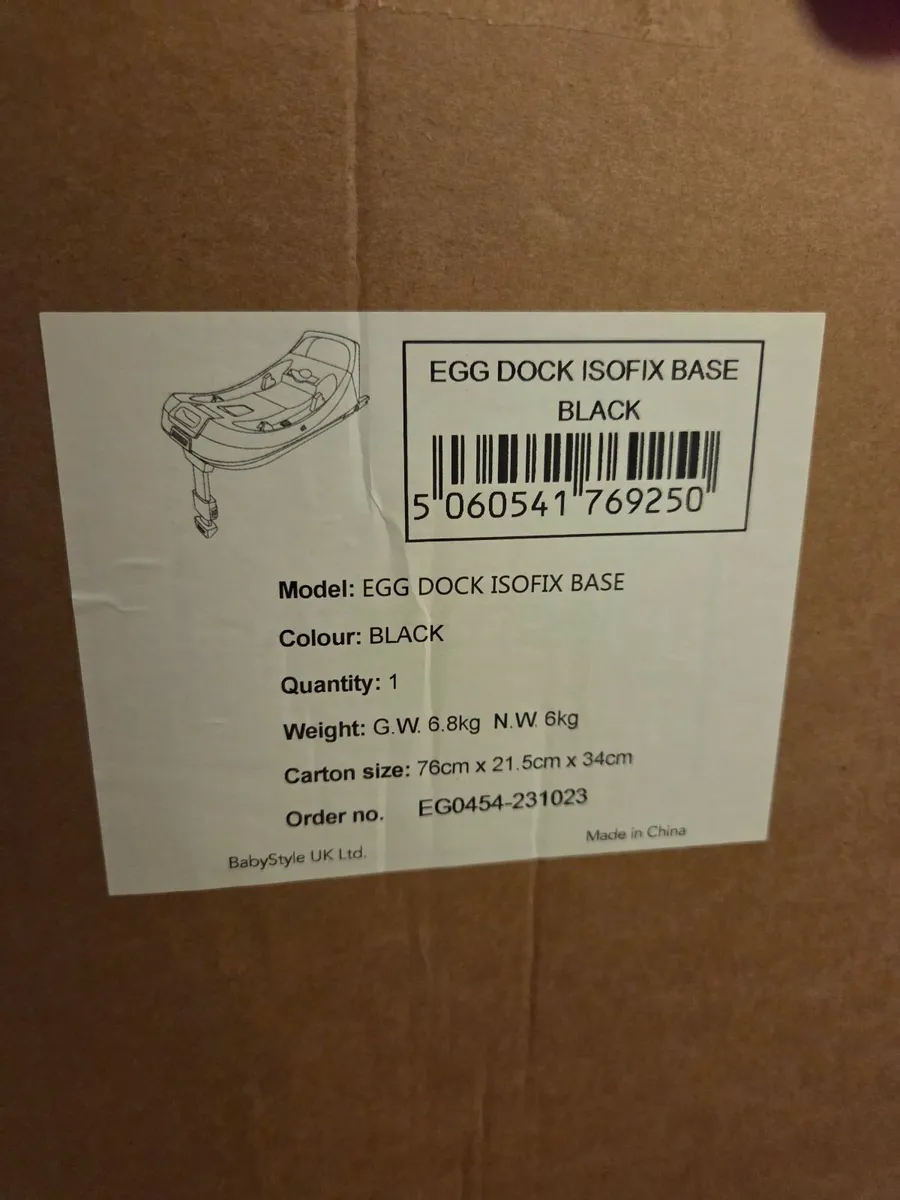 EGG DOCK ISOFIX BASE
BLACK
5 060541 769250
Model: EGG DOCK ISOFIX BASE
Colour: BLACK
Quantity: 1
Weight: G.W. 6.8kg N.W. 6kg
Carton size: 76cm x 21.5cm x 34cm
Order no. EG0454-231023
BabyStyle UK Ltd.
Made in China